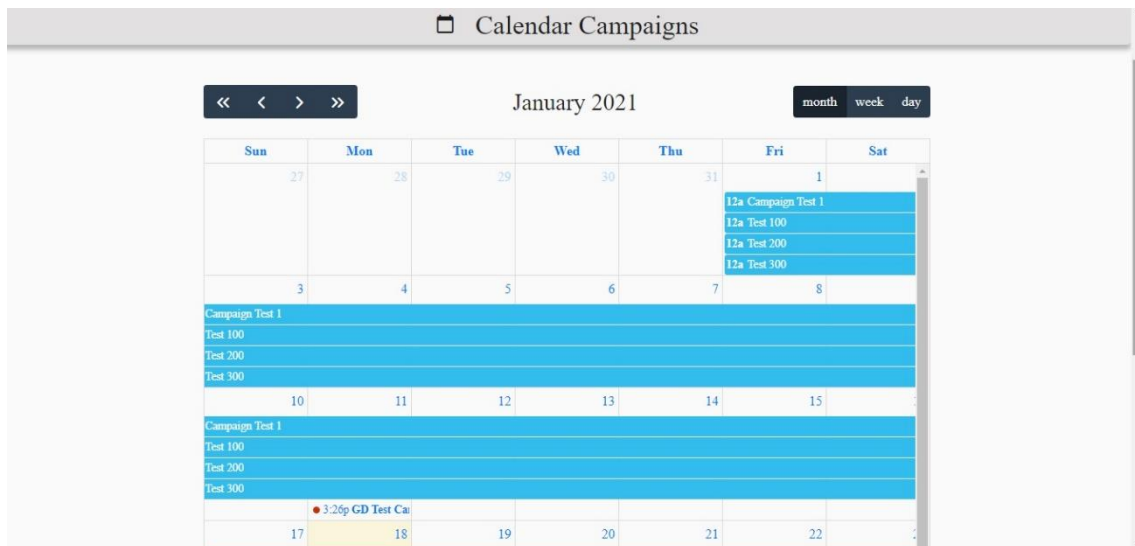 Calendar Campaigns
January 2021
month week day
Sun Mon Tue Wed Thu Fri Sat
27 28 29 30 31 1
12a Campaign Test 1
12a Test 100
12a Test 200
12a Test 300
3 4 5 6 7 8
Campaign Test 1
Test 100
Test 200
Test 300
10 11 12 13 14 15
Campaign Test 1
Test 100
Test 200
Test 300
3:26p GD Test
17 18 19 20 21 22